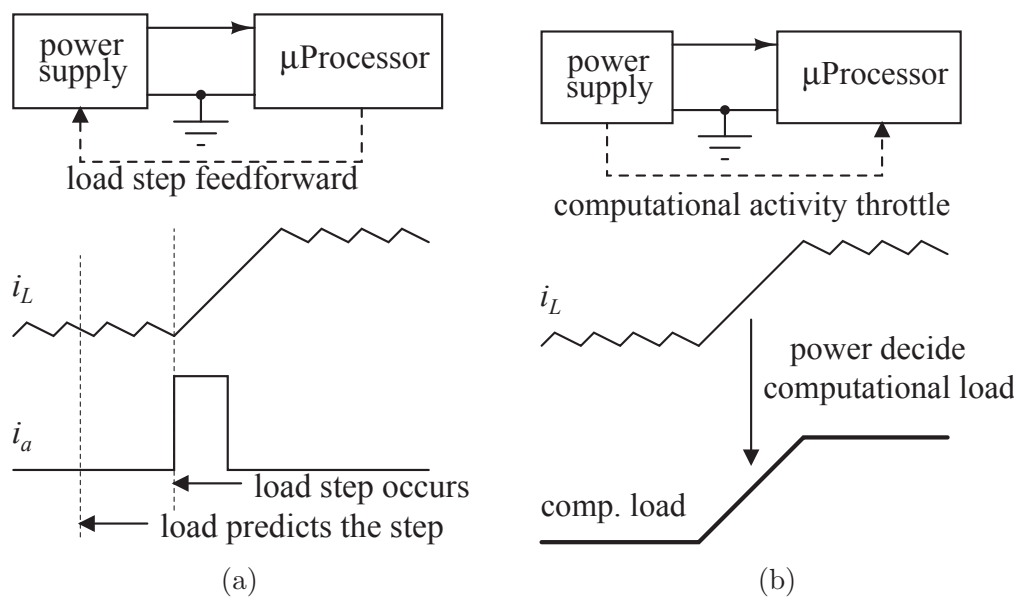 power
supply
μProcessor
load step feedforward
i_L
i_a
load step occurs
load predicts the step
(a)
power
supply
μProcessor
computational activity throttle
i_L
power decide
computational load
comp. load
(b)